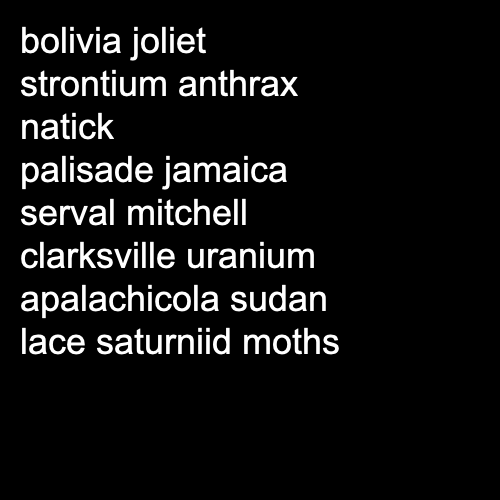 bolivia joliet
strontium anthrax
natick
palisade jamaica
serval mitchell
clarksville uranium
apalachicola sudan
lace saturniid moths